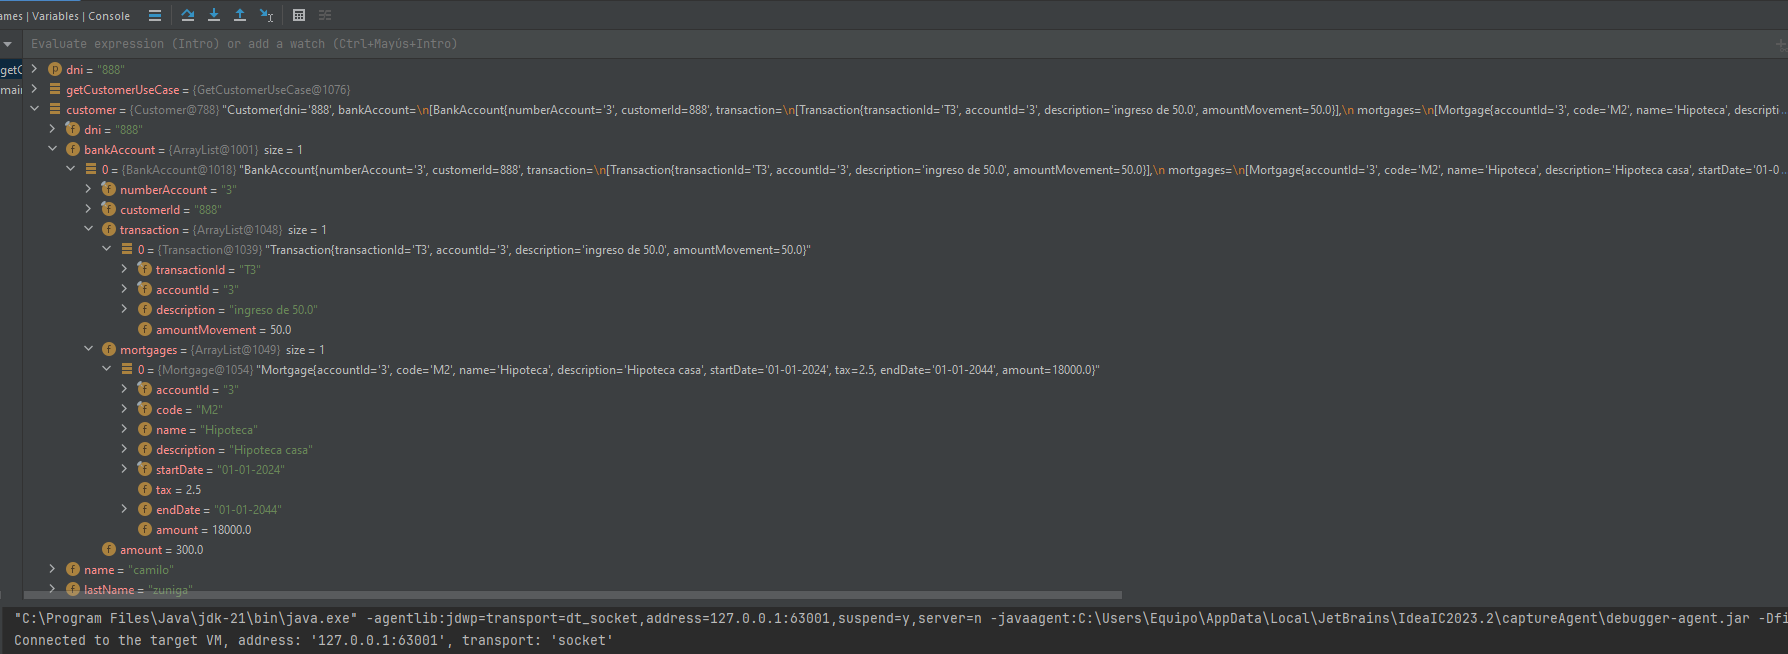 ames | Variables | Console
Evaluate expression (Intro) or add a watch (Ctrl+Mayús+Intro)
getC
main
dni = "888"
getCustomerUseCase = {GetCustomerUseCase@1076}
customer = {Customer@788} "Customer{dni='888', bankAccount=\n[BankAccount{numberAccount='3', customerId=888', transaction=\n[Transaction{transactionId='T3', accountId='3', description='ingreso de 50.0', amountMovement=50.0}],\n mortgages=\n[Mortgage{accountId='3', code='M2', name='Hipoteca', descripti...
dni = "888"
bankAccount = {ArrayList@1001} size = 1
0 = {BankAccount@1018} "BankAccount{numberAccount='3', customerId=888', transaction=\n[Transaction{transactionId='T3', accountId='3', description='ingreso de 50.0', amountMovement=50.0}],\n mortgages=\n[Mortgage{accountId='3', code='M2', name='Hipoteca', description='Hipoteca casa', startDate='01-0...
numberAccount = "3"
customerId = "888"
transaction = {ArrayList@1048} size = 1
0 = {Transaction@1039} "Transaction{transactionId='T3', accountId='3', description='ingreso de 50.0', amountMovement=50.0}"
transactionId = "T3"
accountId = "3"
description = "ingreso de 50.0"
amountMovement = 50.0
mortgages = {ArrayList@1049} size = 1
0 = {Mortgage@1054} "Mortgage{accountId='3', code='M2', name='Hipoteca', description='Hipoteca casa', startDate='01-01-2024', tax=2.5, endDate='01-01-2044', amount=18000.0}"
accountId = "3"
code = "M2"
name = "Hipoteca"
description = "Hipoteca casa"
startDate = "01-01-2024"
tax = 2.5
endDate = "01-01-2044"
amount = 18000.0
amount = 300.0
name = "camilo"
lastName = "zuniga"
"C:\Program Files\Java\jdk-21\bin\java.exe" -agentlib:jdwp=transport=dt_socket,address=127.0.0.1:63001,suspend=y,server=n -javaagent:C:\Users\Equipo\AppData\Local\JetBrains\IdeaIC2023.2\captureAgent\debugger-agent.jar -Dfi
Connected to the target VM, address: '127.0.0.1:63001', transport: 'socket'